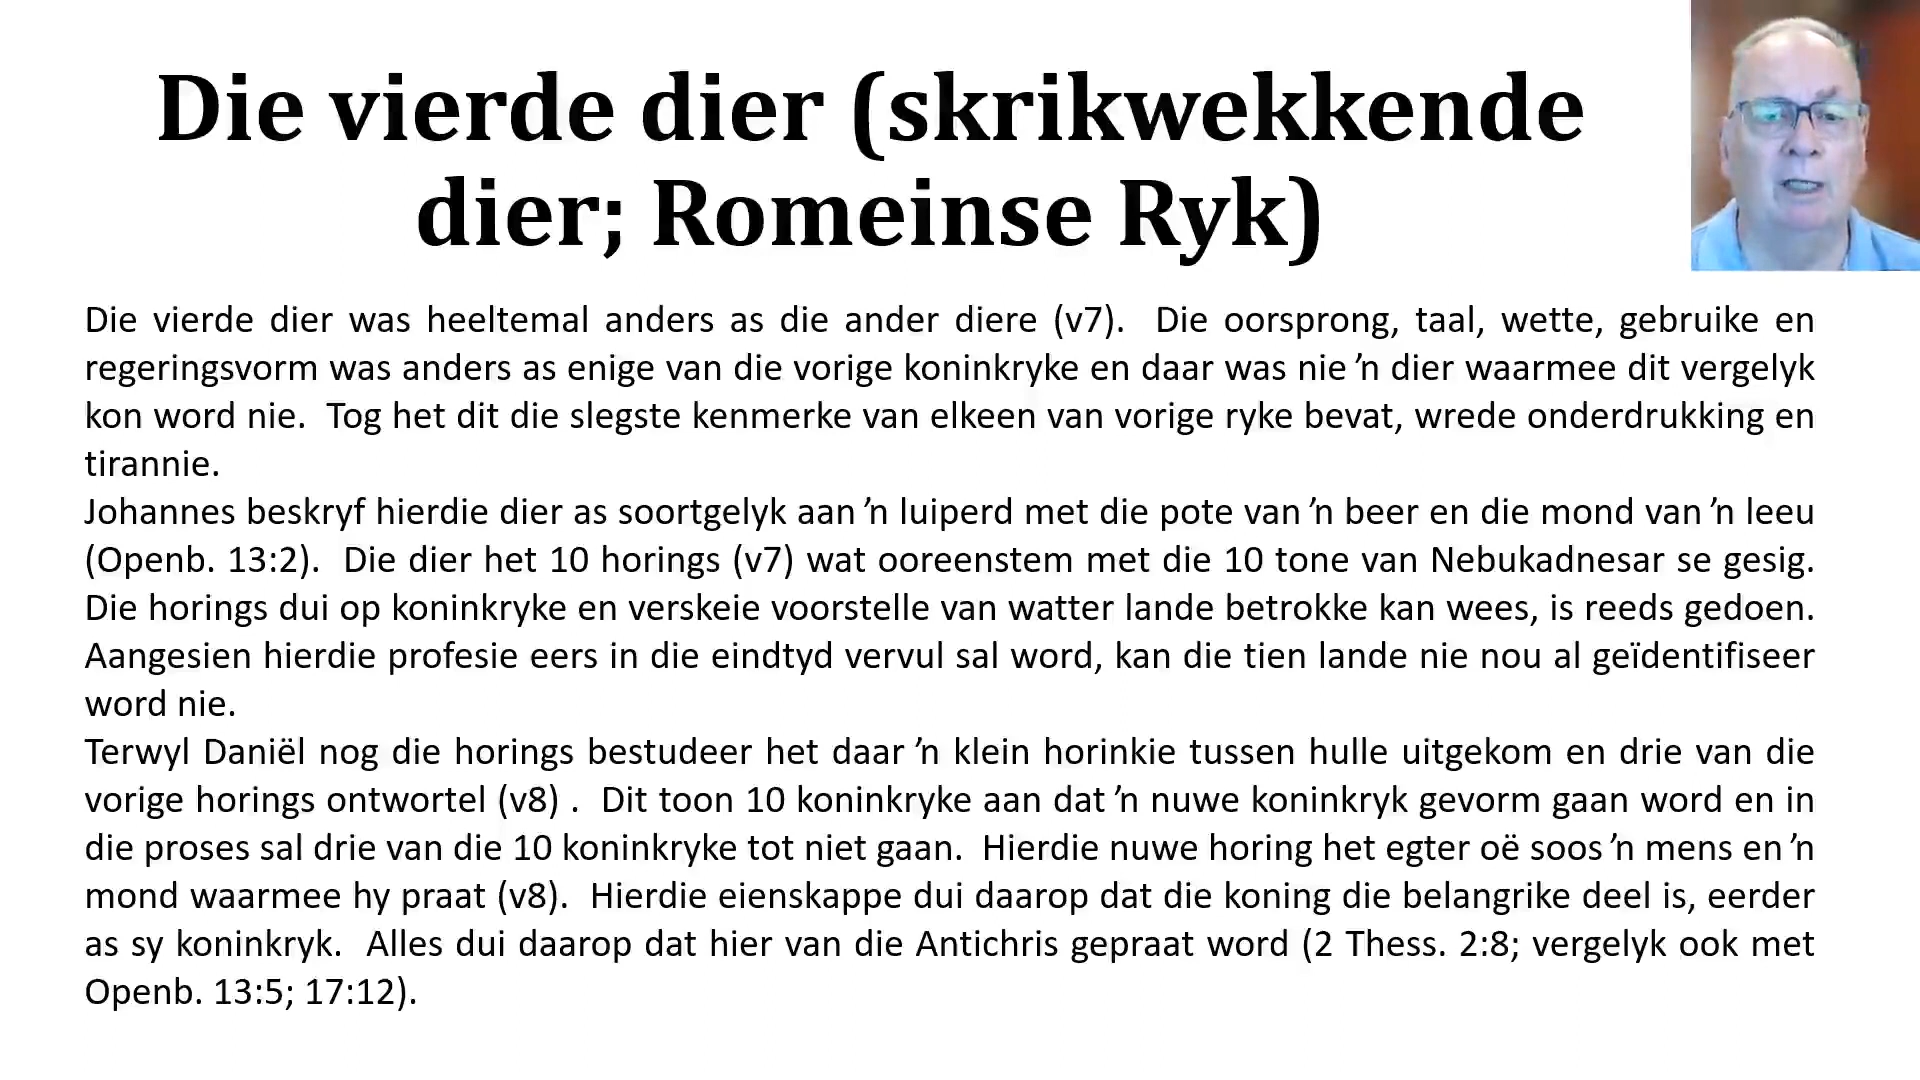 Die vierde dier (skrikwekkende
dier; Romeinse Ryk)
Die vierde dier was heeltemal anders as die ander diere (v7).  Die oorsprong, taal, wette, gebruike en
regeringsvorm was anders as enige van die vorige koninkryke en daar was nie ’n dier waarmee dit vergelyk
kon word nie.  Tog het dit die slegste kenmerke van elkeen van vorige ryke bevat, wrede onderdrukking en
tirannie.
Johannes beskryf hierdie dier as soortgelyk aan ’n luiperd met die pote van ’n beer en die mond van ’n leeu
(Openb. 13:2).  Die dier het 10 horings (v7) wat ooreenstem met die 10 tone van Nebukadnesar se gesig.
Die horings dui op koninkryke en verskeie voorstelle van watter lande betrokke kan wees, is reeds gedoen.
Aangesien hierdie profesie eers in die eindtyd vervul sal word, kan die tien lande nie nou al geïdentifiseer
word nie.
Terwyl Daniël nog die horings bestudeer het daar ’n klein horinkie tussen hulle uitgekom en drie van die
vorige horings ontwortel (v8) .  Dit toon 10 koninkryke aan dat ’n nuwe koninkryk gevorm gaan word en in
die proses sal drie van die 10 koninkryke tot niet gaan.  Hierdie nuwe horing het egter oë soos ’n mens en ’n
mond waarmee hy praat (v8).  Hierdie eienskappe dui daarop dat die koning die belangrike deel is, eerder
as sy koninkryk.  Alles dui daarop dat hier van die Antichris gepraat word (2 Thess. 2:8; vergelyk ook met
Openb. 13:5; 17:12).